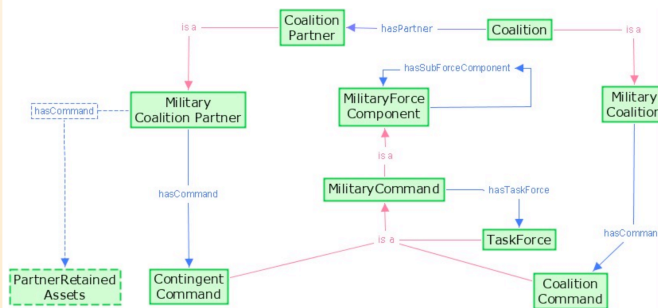 Coalition
Partner
hasPartner
Coalition
is a
is a
hasSubForceComponent
Military
Coalition Partner
MilitaryForce
Component
Military
Coalition
hasCommand
is a
hasCommand
MilitaryCommand
hasTaskForce
is a
TaskForce
PartnerRetained
Assets
Contingent
Command
Coalition
Command